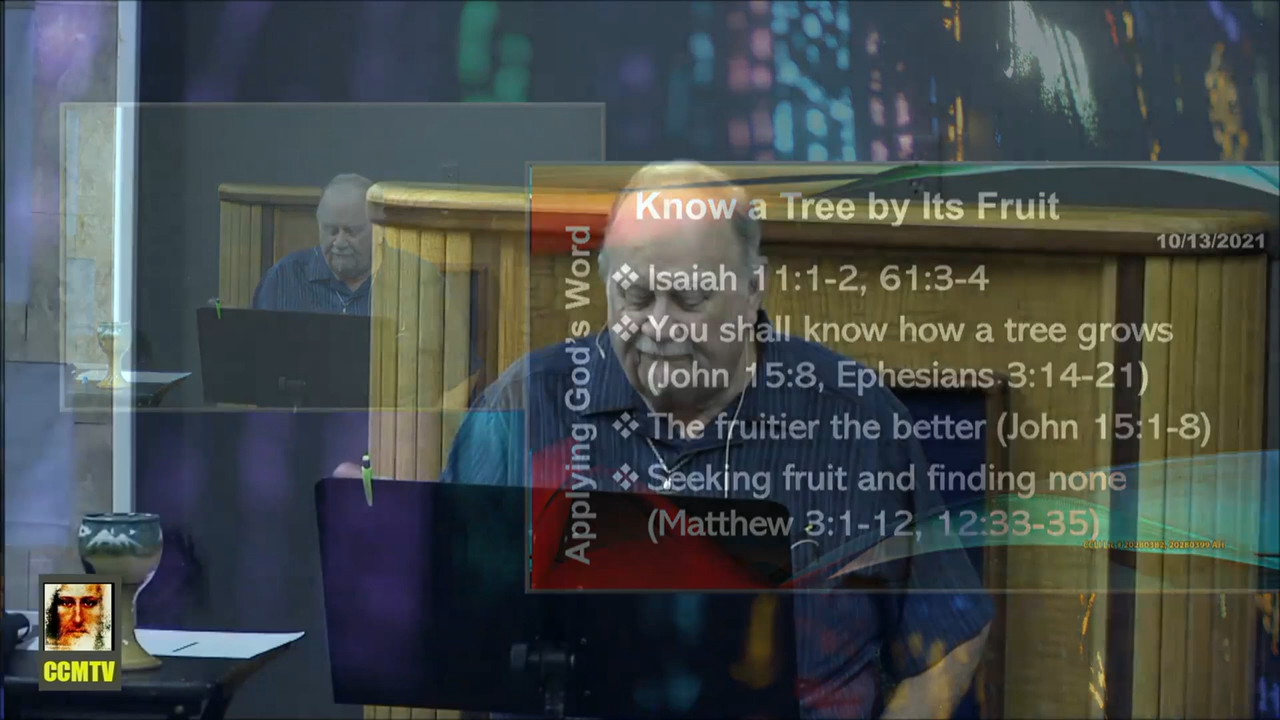 Know a Tree by Its Fruit
10/13/2021
Applying God's Word
❖ Isaiah 11:1-2, 61:3-4
❖ You shall know how a tree grows
(John 15:8, Ephesians 3:14-21)
❖ The fruitier the better (John 15:1-8)
❖ Seeking fruit and finding none
(Matthew 3:1-12, 12:33-35)
CCMTV